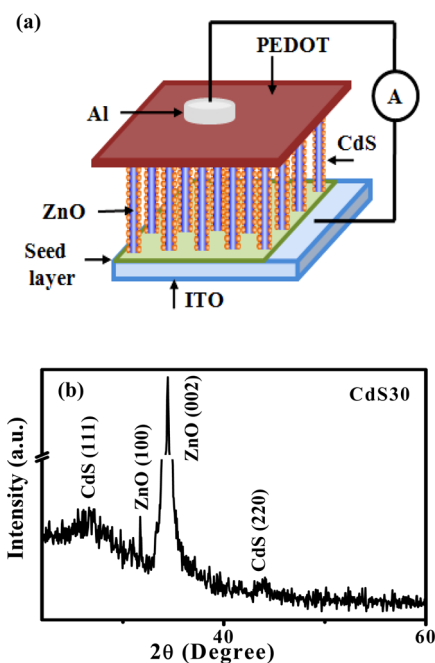 (a)
PEDOT
A
Al
CdS
ZnO
Seed
layer
ITO
(b)
CdS30
Intensity (a.u.)
CdS (111)
ZnO (100)
ZnO (002)
CdS (220)
40
60
2θ (Degree)